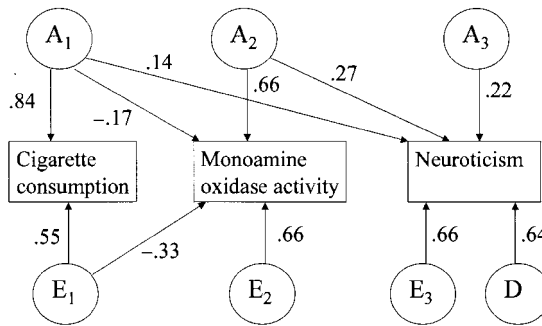 A1 A2 A3
.14 .27
.84 -.17 .66 .22
Cigarette consumption
Monoamine oxidase activity
Neuroticism
.55 -.33 .66 .66 .64
E1 E2 E3 D